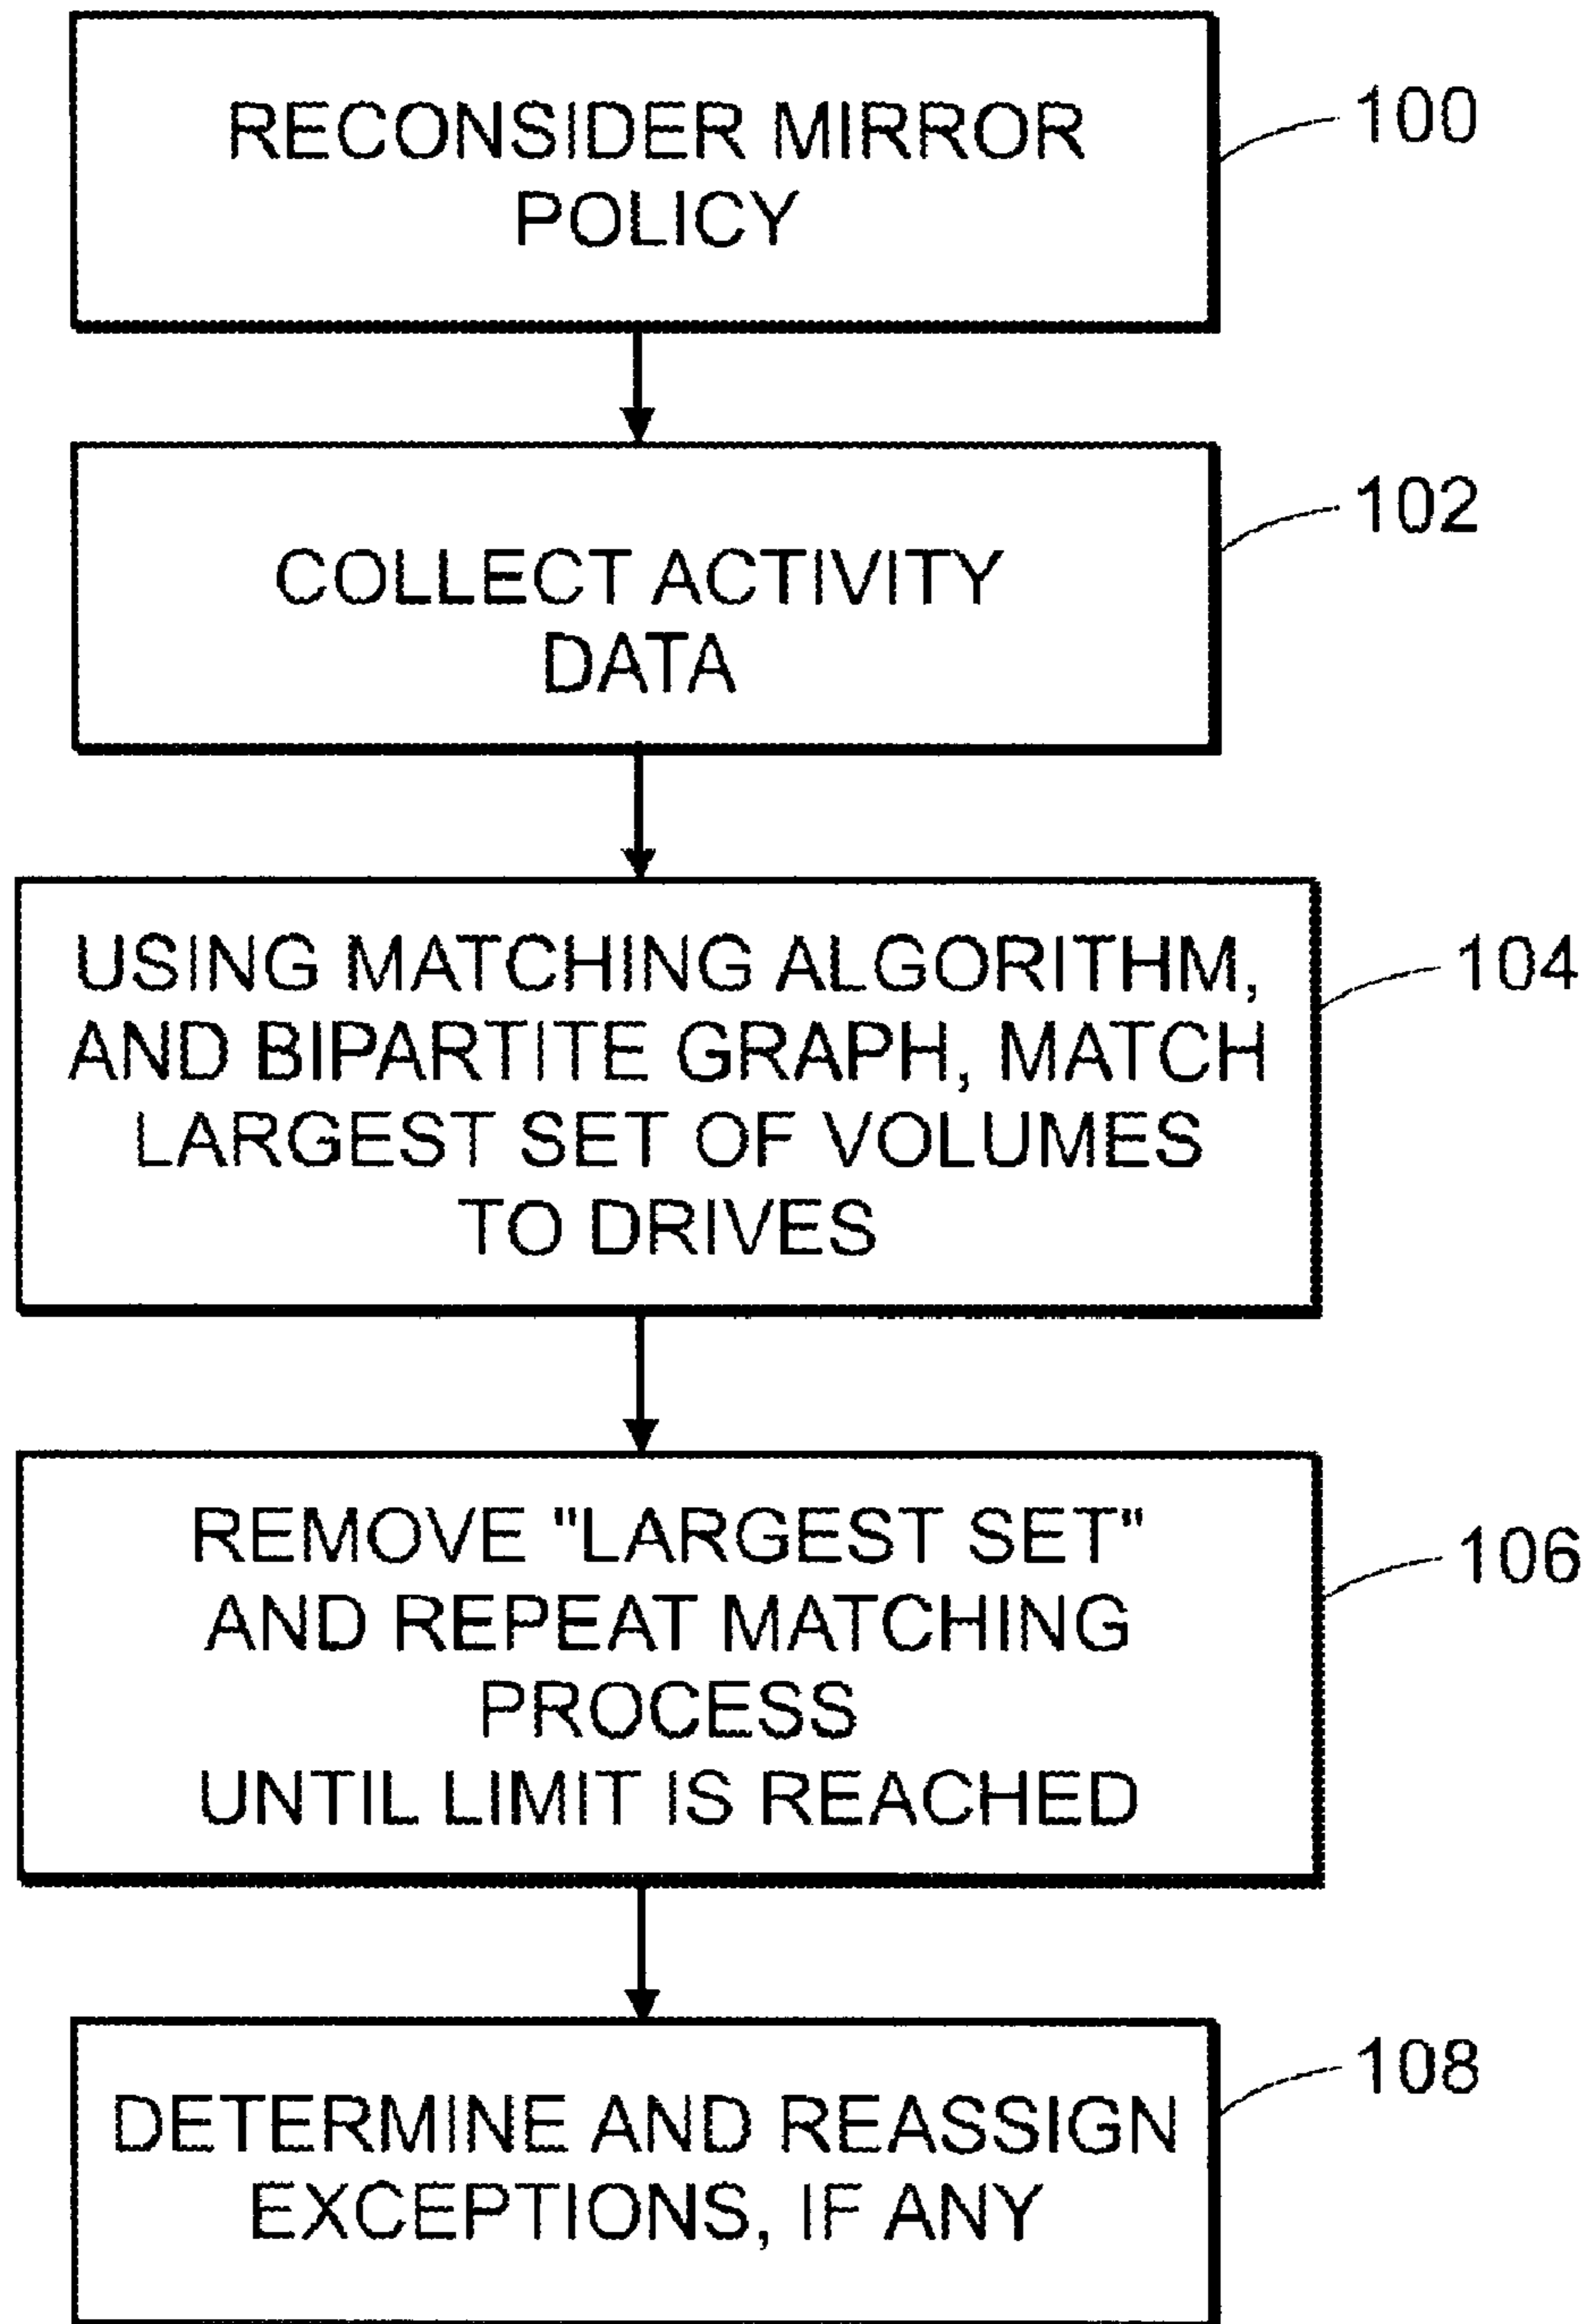 RECONSIDER MIRROR
POLICY
100
COLLECT ACTIVITY
DATA
102
USING MATCHING ALGORITHM,
AND BIPARTITE GRAPH, MATCH
LARGEST SET OF VOLUMES
TO DRIVES
104
REMOVE "LARGEST SET"
AND REPEAT MATCHING
PROCESS
UNTIL LIMIT IS REACHED
106
DETERMINE AND REASSIGN
EXCEPTIONS, IF ANY
108